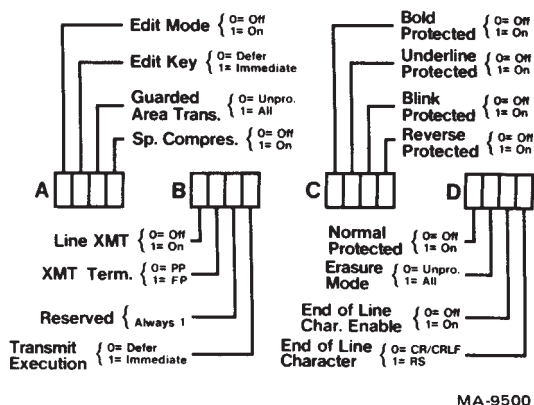 Edit Mode { 0= Off
1= On
Edit Key { 0= Defer
1= Immediate
Guarded
Area Trans. { 0= Unpro.
1= All
Sp. Compres. { 0= Off
1= On
A
B
Line XMT { 0= Off
1= On
XMT Term. { 0= PP
1= FP
Reserved { Always 1
Transmit
Execution { 0= Defer
1= Immediate
Bold
Protected { 0= Off
1= On
Underline
Protected { 0= Off
1= On
Blink
Protected { 0= Off
1= On
Reverse
Protected { 0= Off
1= On
C
D
Normal
Protected { 0= Off
1= On
Erasure
Mode { 0= Unpro.
1= All
End of Line
Char. Enable { 0= Off
1= On
End of Line
Character { 0= CR/CRLF
1= RS
MA-9500